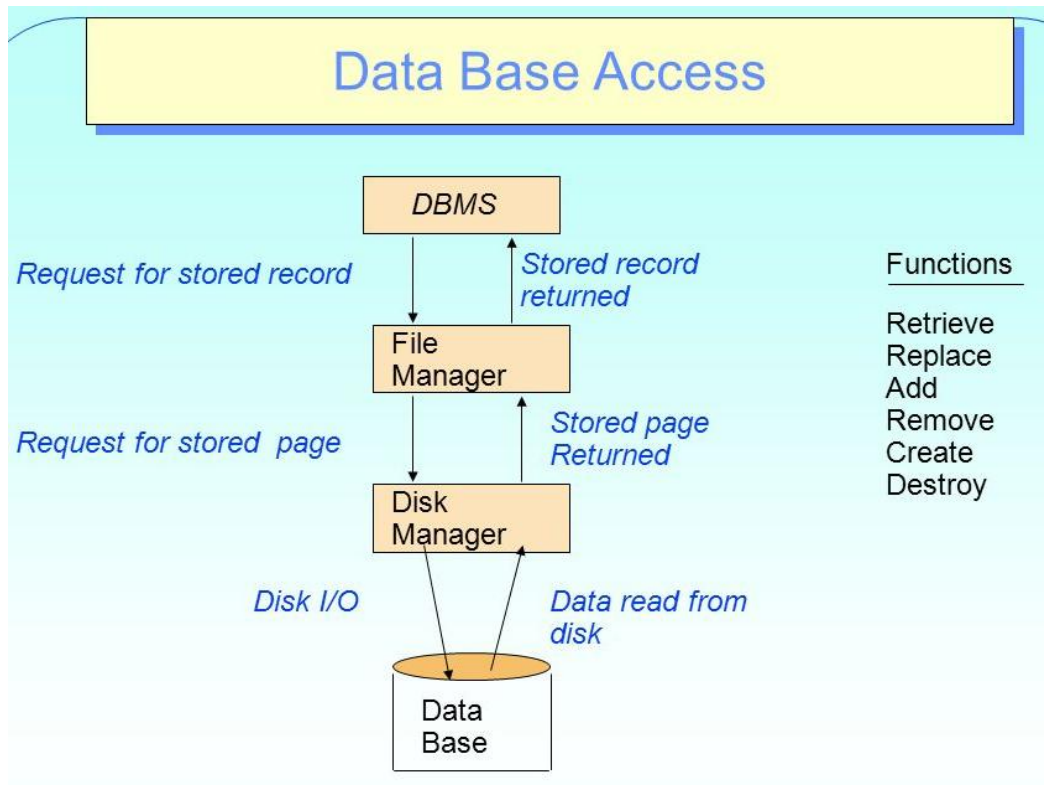 Data Base Access
DBMS
Request for stored record
Stored record
returned
File
Manager
Request for stored page
Stored page
Returned
Disk
Manager
Disk I/O
Data read from
disk
Data
Base
Functions
Retrieve
Replace
Add
Remove
Create
Destroy